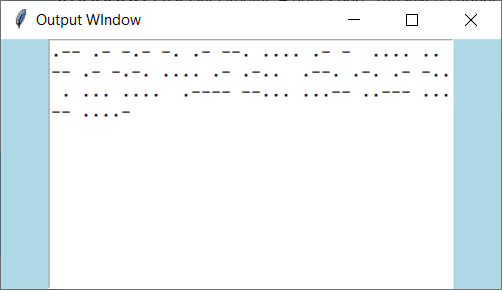 Output WIndow
.-- .- -.- -. .- --. .... .- -  .... ..
-- .- -.-. .... .- -..  .--. .-. .- -..
 . ... ....  .---- --... ...-- ..--- ...
-- ....-